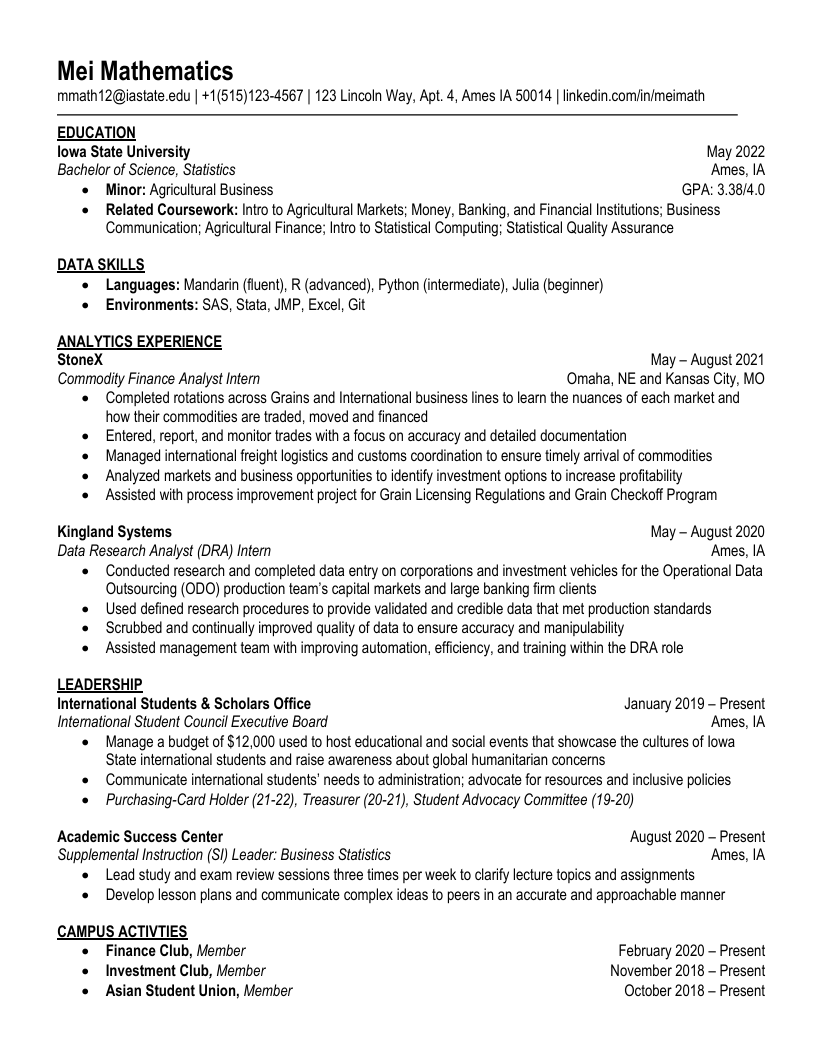 Mei Mathematics
mmath12@iastate.edu | +1(515)123-4567 | 123 Lincoln Way, Apt. 4, Ames IA 50014 | linkedin.com/in/meimath
EDUCATION
Iowa State University May 2022
Bachelor of Science, Statistics Ames, IA
• Minor: Agricultural Business GPA: 3.38/4.0
• Related Coursework: Intro to Agricultural Markets; Money, Banking, and Financial Institutions; Business
Communication; Agricultural Finance; Intro to Statistical Computing; Statistical Quality Assurance
DATA SKILLS
• Languages: Mandarin (fluent), R (advanced), Python (intermediate), Julia (beginner)
• Environments: SAS, Stata, JMP, Excel, Git
ANALYTICS EXPERIENCE
StoneX May – August 2021
Commodity Finance Analyst Intern Omaha, NE and Kansas City, MO
• Completed rotations across Grains and International business lines to learn the nuances of each market and
how their commodities are traded, moved and financed
• Entered, report, and monitor trades with a focus on accuracy and detailed documentation
• Managed international freight logistics and customs coordination to ensure timely arrival of commodities
• Analyzed markets and business opportunities to identify investment options to increase profitability
• Assisted with process improvement project for Grain Licensing Regulations and Grain Checkoff Program
Kingland Systems May – August 2020
Data Research Analyst (DRA) Intern Ames, IA
• Conducted research and completed data entry on corporations and investment vehicles for the Operational Data
Outsourcing (ODO) production team's capital markets and large banking firm clients
• Used defined research procedures to provide validated and credible data that met production standards
• Scrubbed and continually improved quality of data to ensure accuracy and manipulability
• Assisted management team with improving automation, efficiency, and training within the DRA role
LEADERSHIP
International Students & Scholars Office January 2019 – Present
International Student Council Executive Board Ames, IA
• Manage a budget of $12,000 used to host educational and social events that showcase the cultures of Iowa
State international students and raise awareness about global humanitarian concerns
• Communicate international students' needs to administration; advocate for resources and inclusive policies
• Purchasing-Card Holder (21-22), Treasurer (20-21), Student Advocacy Committee (19-20)
Academic Success Center August 2020 – Present
Supplemental Instruction (SI) Leader: Business Statistics Ames, IA
• Lead study and exam review sessions three times per week to clarify lecture topics and assignments
• Develop lesson plans and communicate complex ideas to peers in an accurate and approachable manner
CAMPUS ACTIVTIES
• Finance Club, Member February 2020 – Present
• Investment Club, Member November 2018 – Present
• Asian Student Union, Member October 2018 – Present